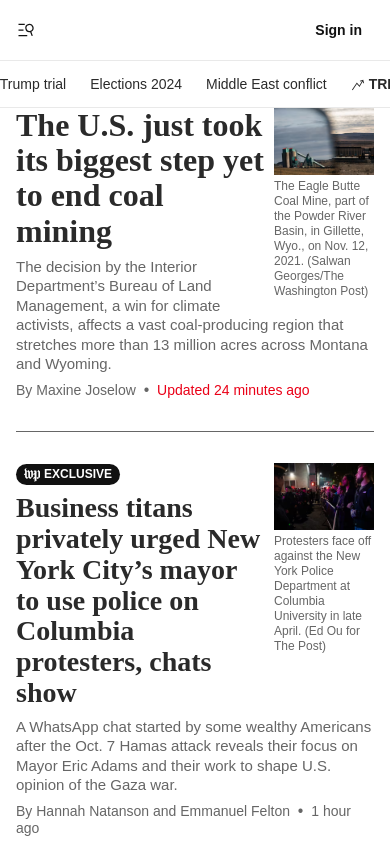 Sign in
Trump trial
Elections 2024
Middle East conflict
The U.S. just took
its biggest step yet
to end coal
mining
The Eagle Butte
Coal Mine, part of
the Powder River
Basin, in Gillette,
Wyo., on Nov. 12,
2021. (Salwan
Georges/The
Washington Post)
The decision by the Interior
Department's Bureau of Land
Management, a win for climate
activists, affects a vast coal-producing region that
stretches more than 13 million acres across Montana
and Wyoming.
By Maxine Joselow • Updated 24 minutes ago
wp EXCLUSIVE
Business titans
privately urged New
York City's mayor
to use police on
Columbia
protesters, chats
show
Protesters face off
against the New
York Police
Department at
Columbia
University in late
April. (Ed Ou for
The Post)
A WhatsApp chat started by some wealthy Americans
after the Oct. 7 Hamas attack reveals their focus on
Mayor Eric Adams and their work to shape U.S.
opinion of the Gaza war.
By Hannah Natanson and Emmanuel Felton • 1 hour
ago